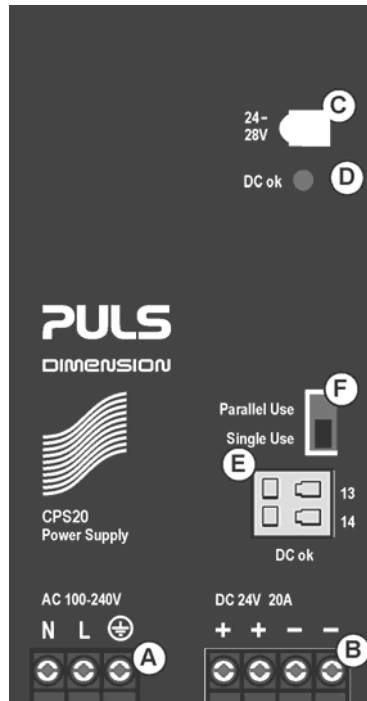 24-
28V
C
DC ok
D
PULS
DIMENSION
F
Parallel Use
Single Use
E
13
14
DC ok
CPS20
Power Supply
AC 100-240V
N L
A
DC 24V 20A
+ + - -
B